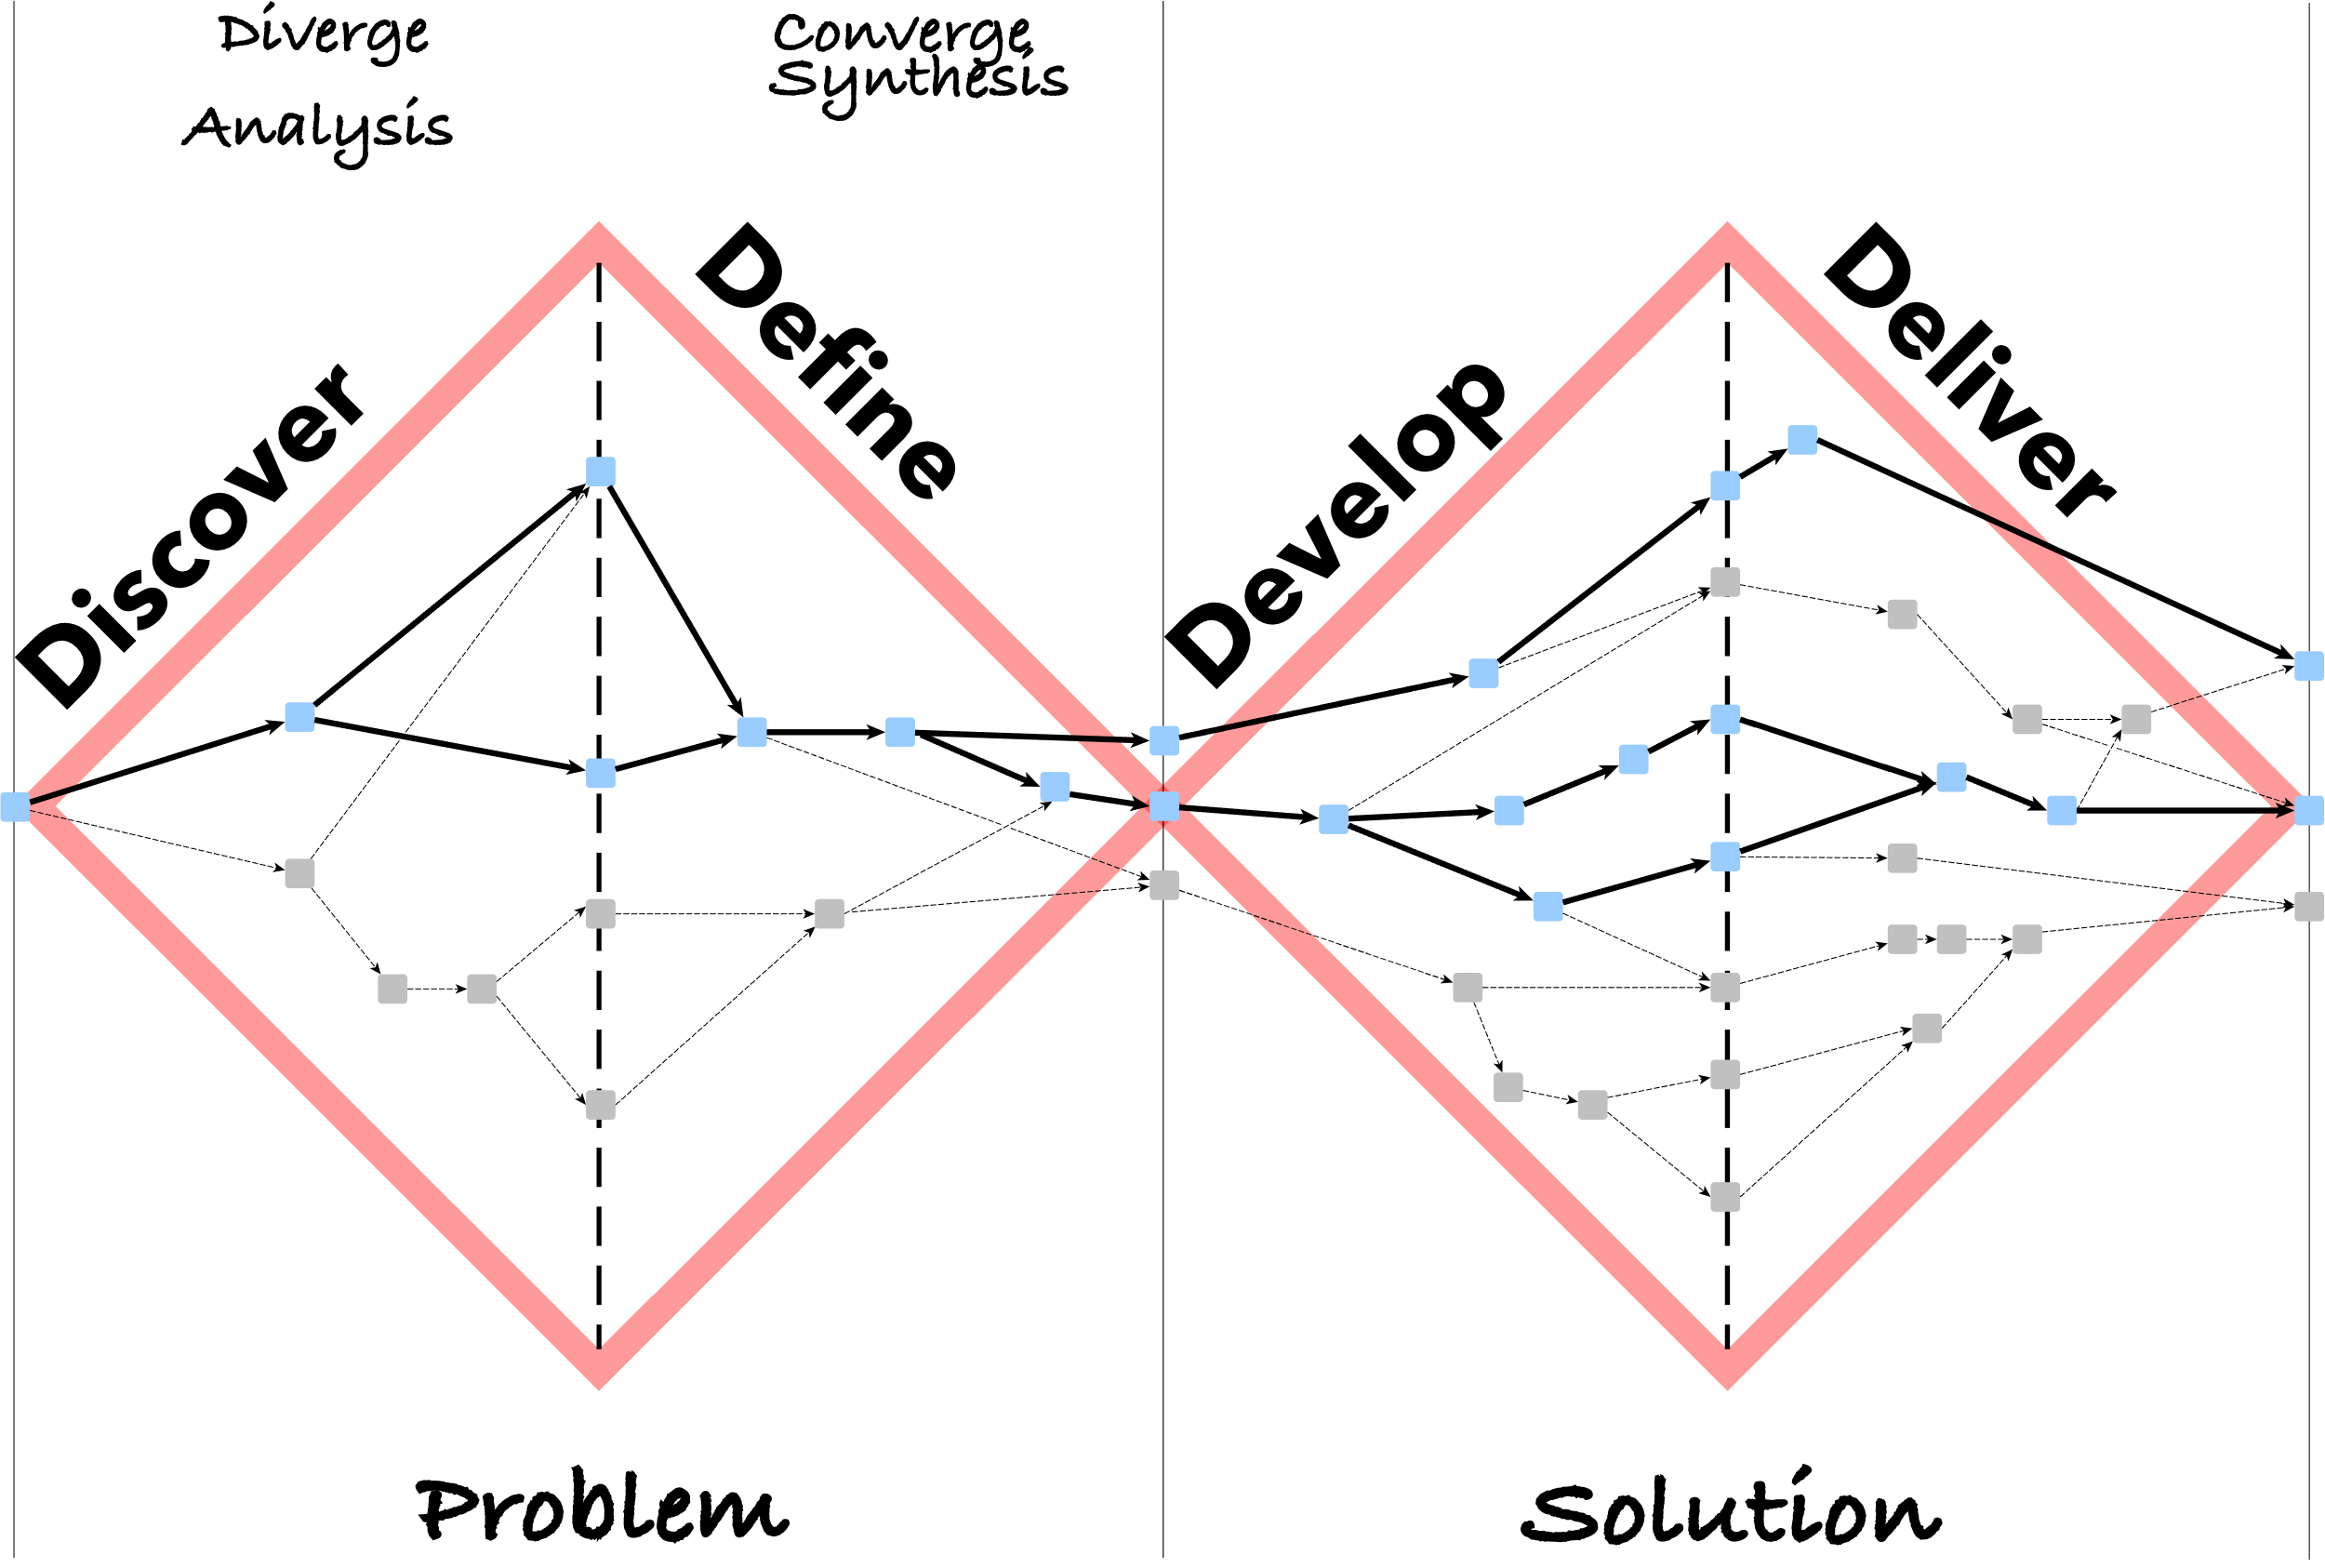 Diverge
Analysis
Converge
Synthesis
Discover
Define
Develop
Deliver
Problem
Solution